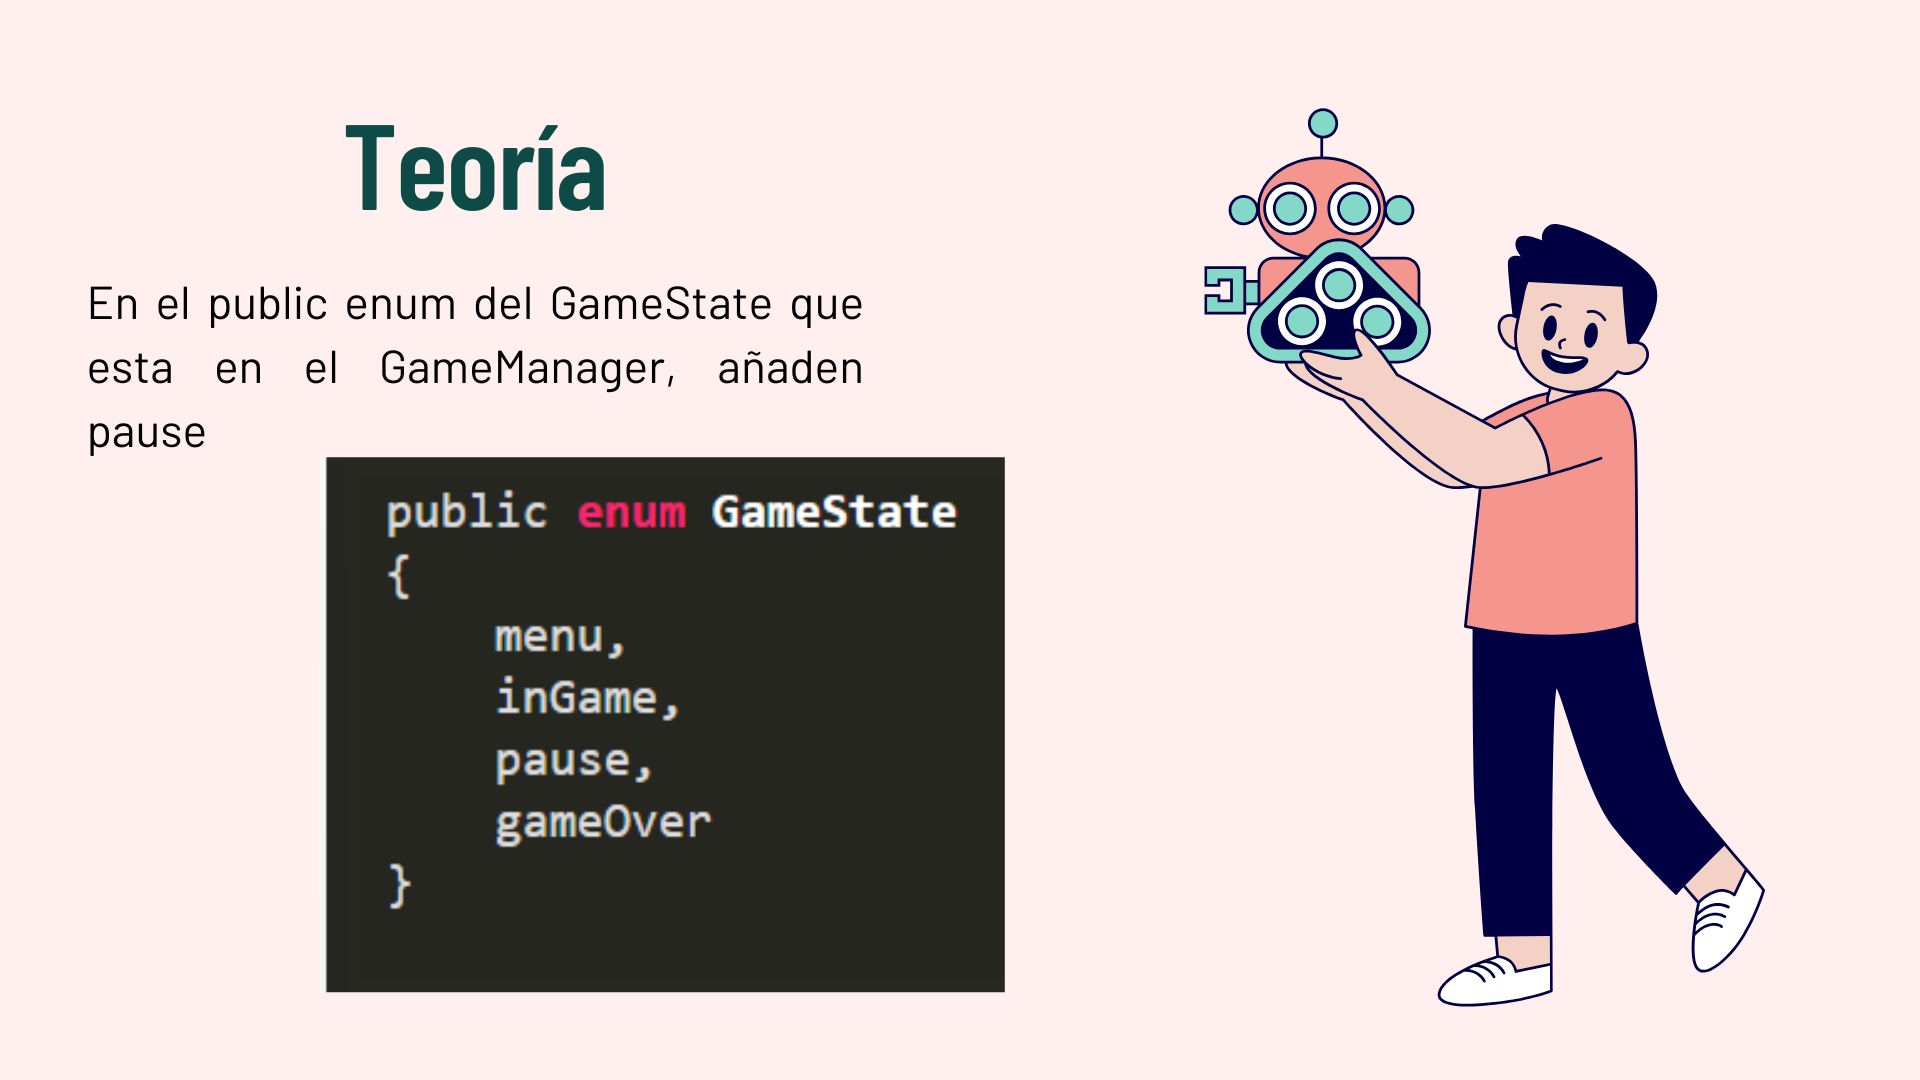 Teoría
En el public enum del GameState que
esta en el GameManager, añaden
pause
public enum GameState
{
menu,
inGame,
pause,
gameOver
}